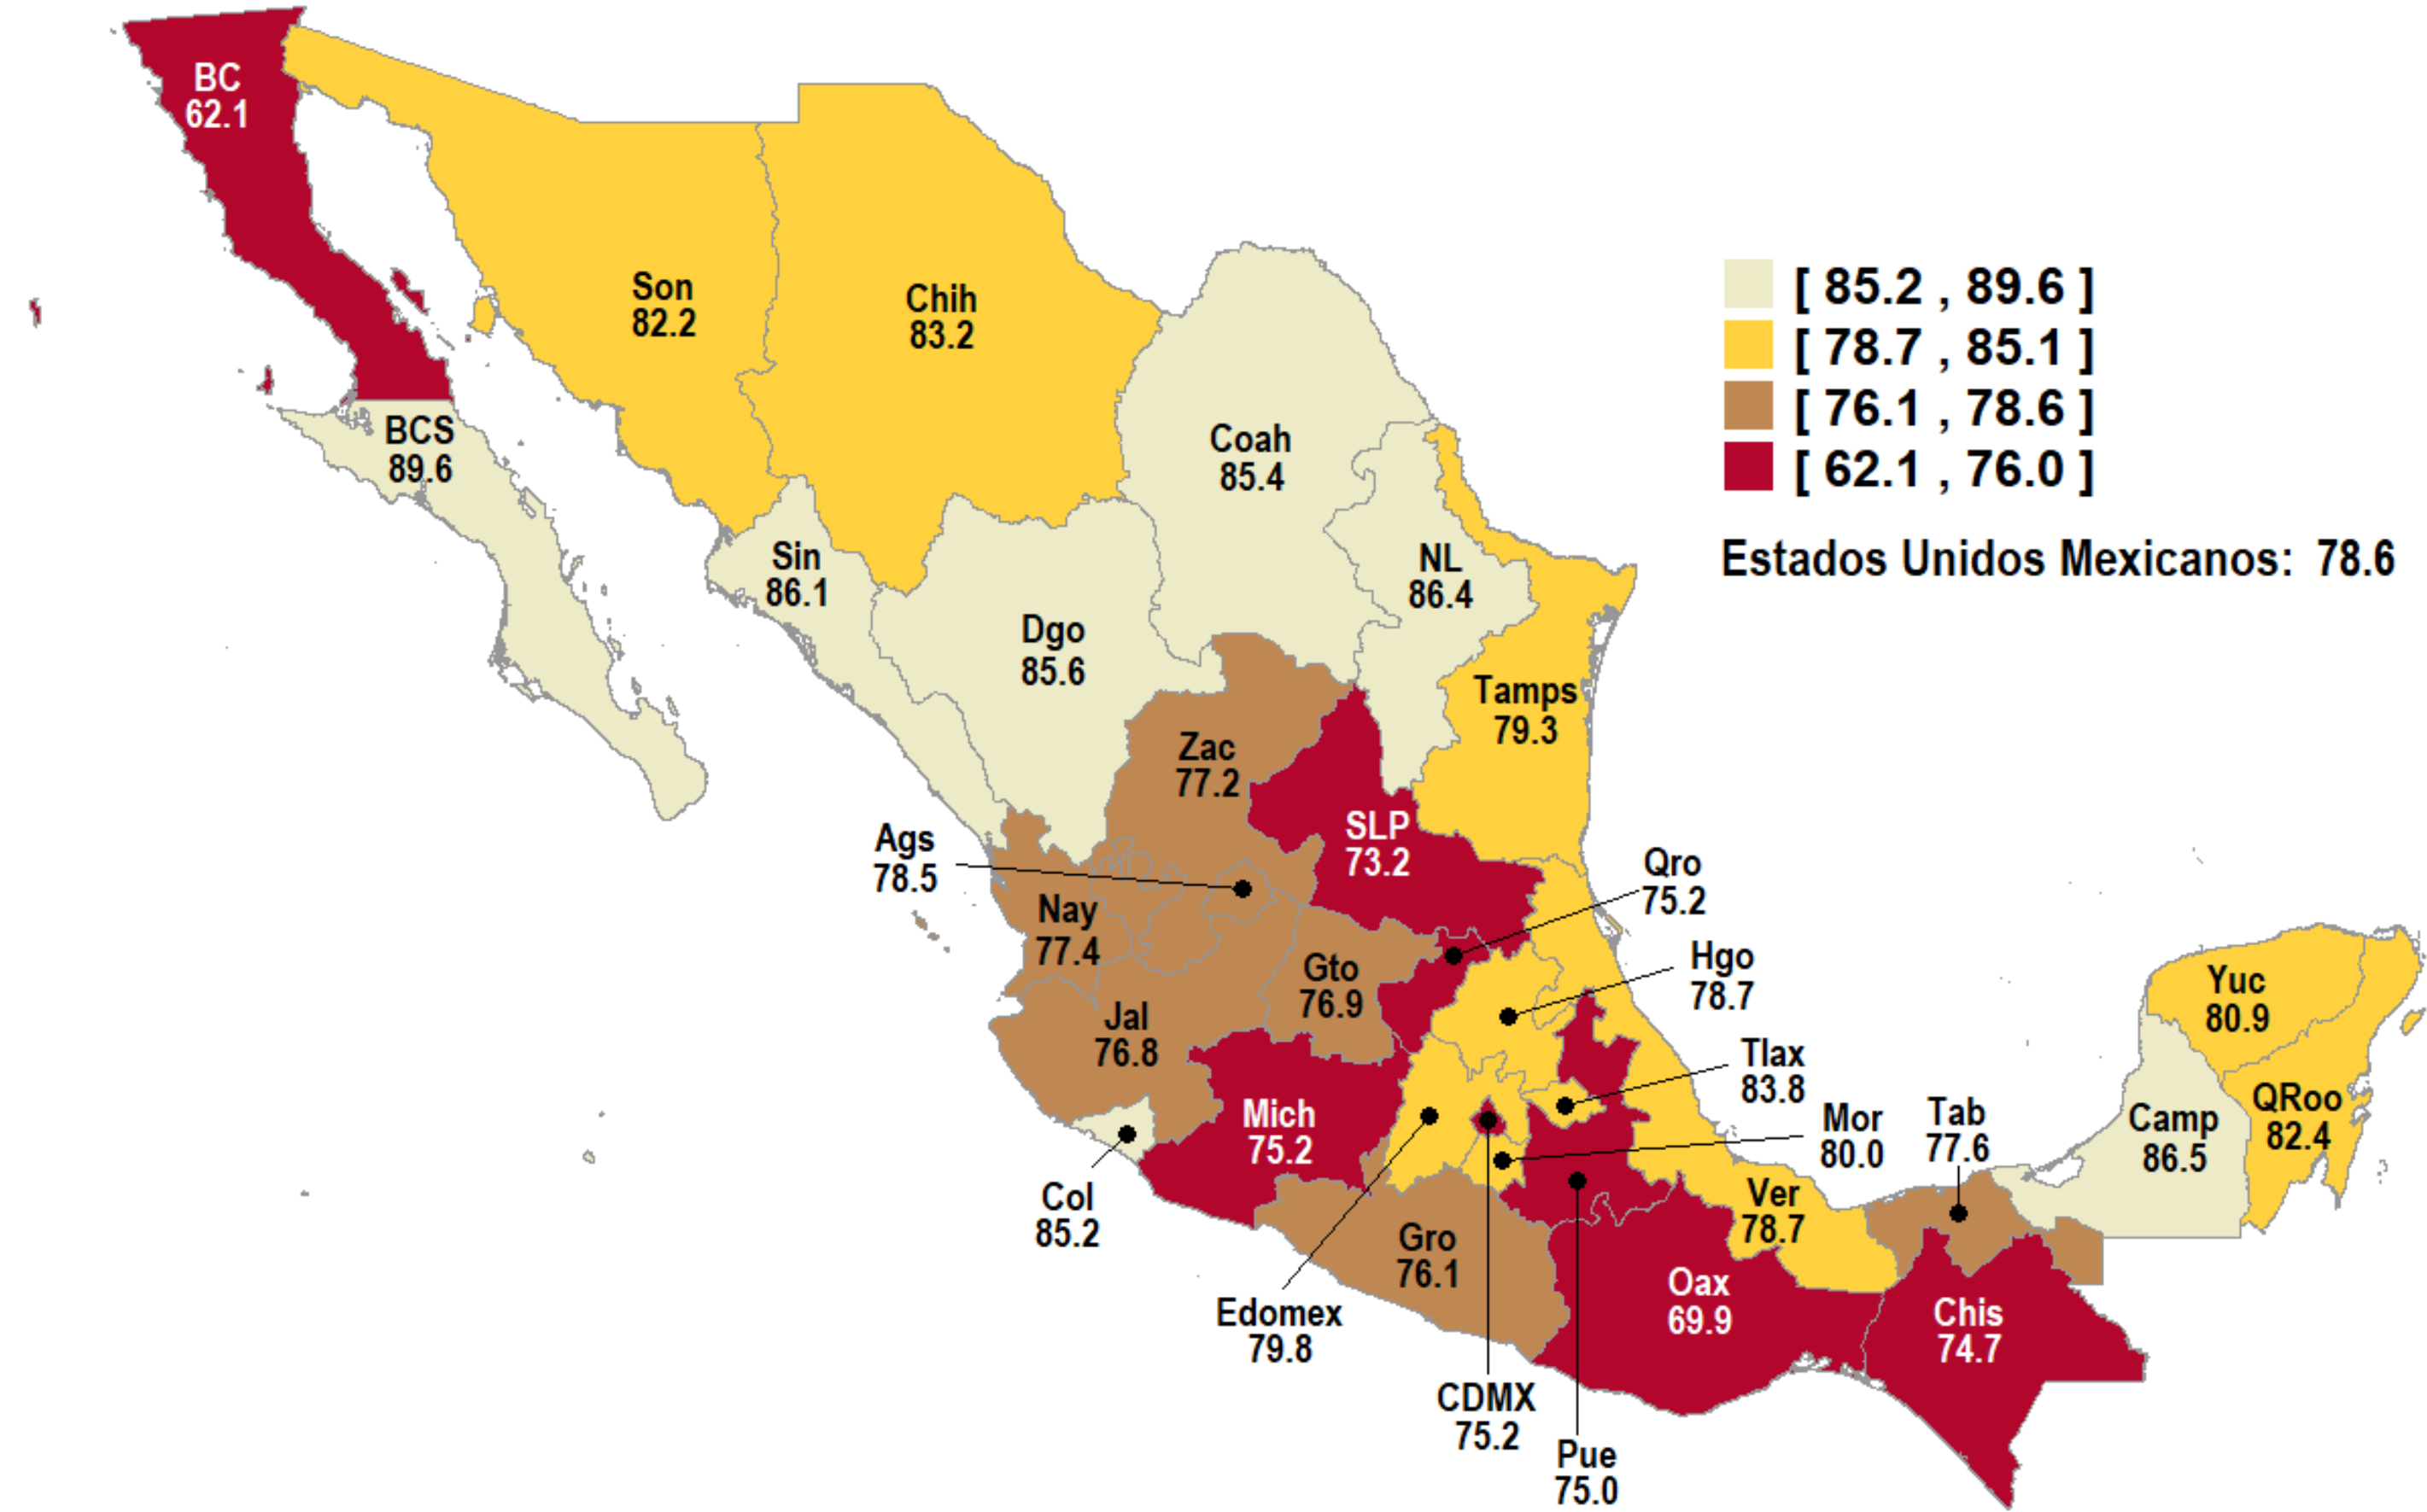 BC
62.1
Son
82.2
Chih
83.2
BCS
89.6
Coah
85.4
Sin
86.1
NL
86.4
Dgo
85.6
Tamps
79.3
Zac
77.2
SLP
73.2
Ags
78.5
Nay
77.4
Qro
75.2
Gto
76.9
Hgo
78.7
Jal
76.8
Tlax
83.8
Mich
75.2
Mor
80.0
Tab
77.6
Yuc
80.9
QRoo
82.4
Camp
86.5
Col
85.2
Ver
78.7
Gro
76.1
Oax
69.9
Chis
74.7
Edomex
79.8
CDMX
75.2
Pue
75.0
[ 85.2 , 89.6 ]
[ 78.7 , 85.1 ]
[ 76.1 , 78.6 ]
[ 62.1 , 76.0 ]
Estados Unidos Mexicanos: 78.6